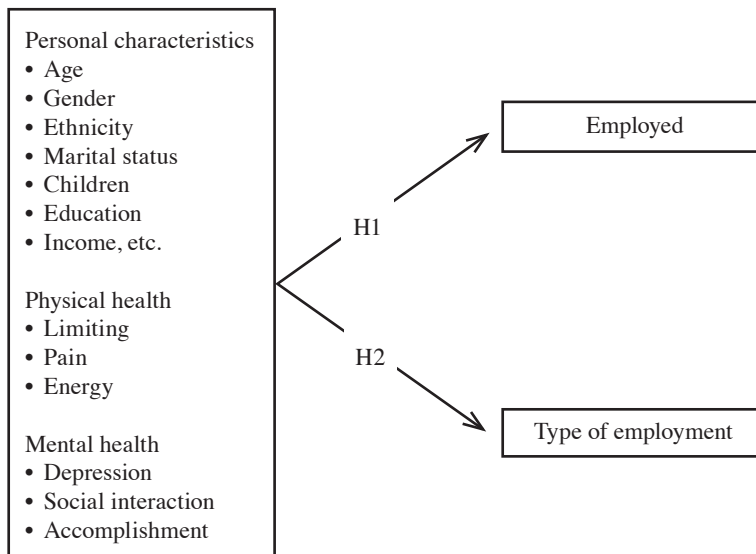 Personal characteristics
• Age
• Gender
• Ethnicity
• Marital status
• Children
• Education
• Income, etc.
Physical health
• Limiting
• Pain
• Energy
Mental health
• Depression
• Social interaction
• Accomplishment
H1
H2
Employed
Type of employment